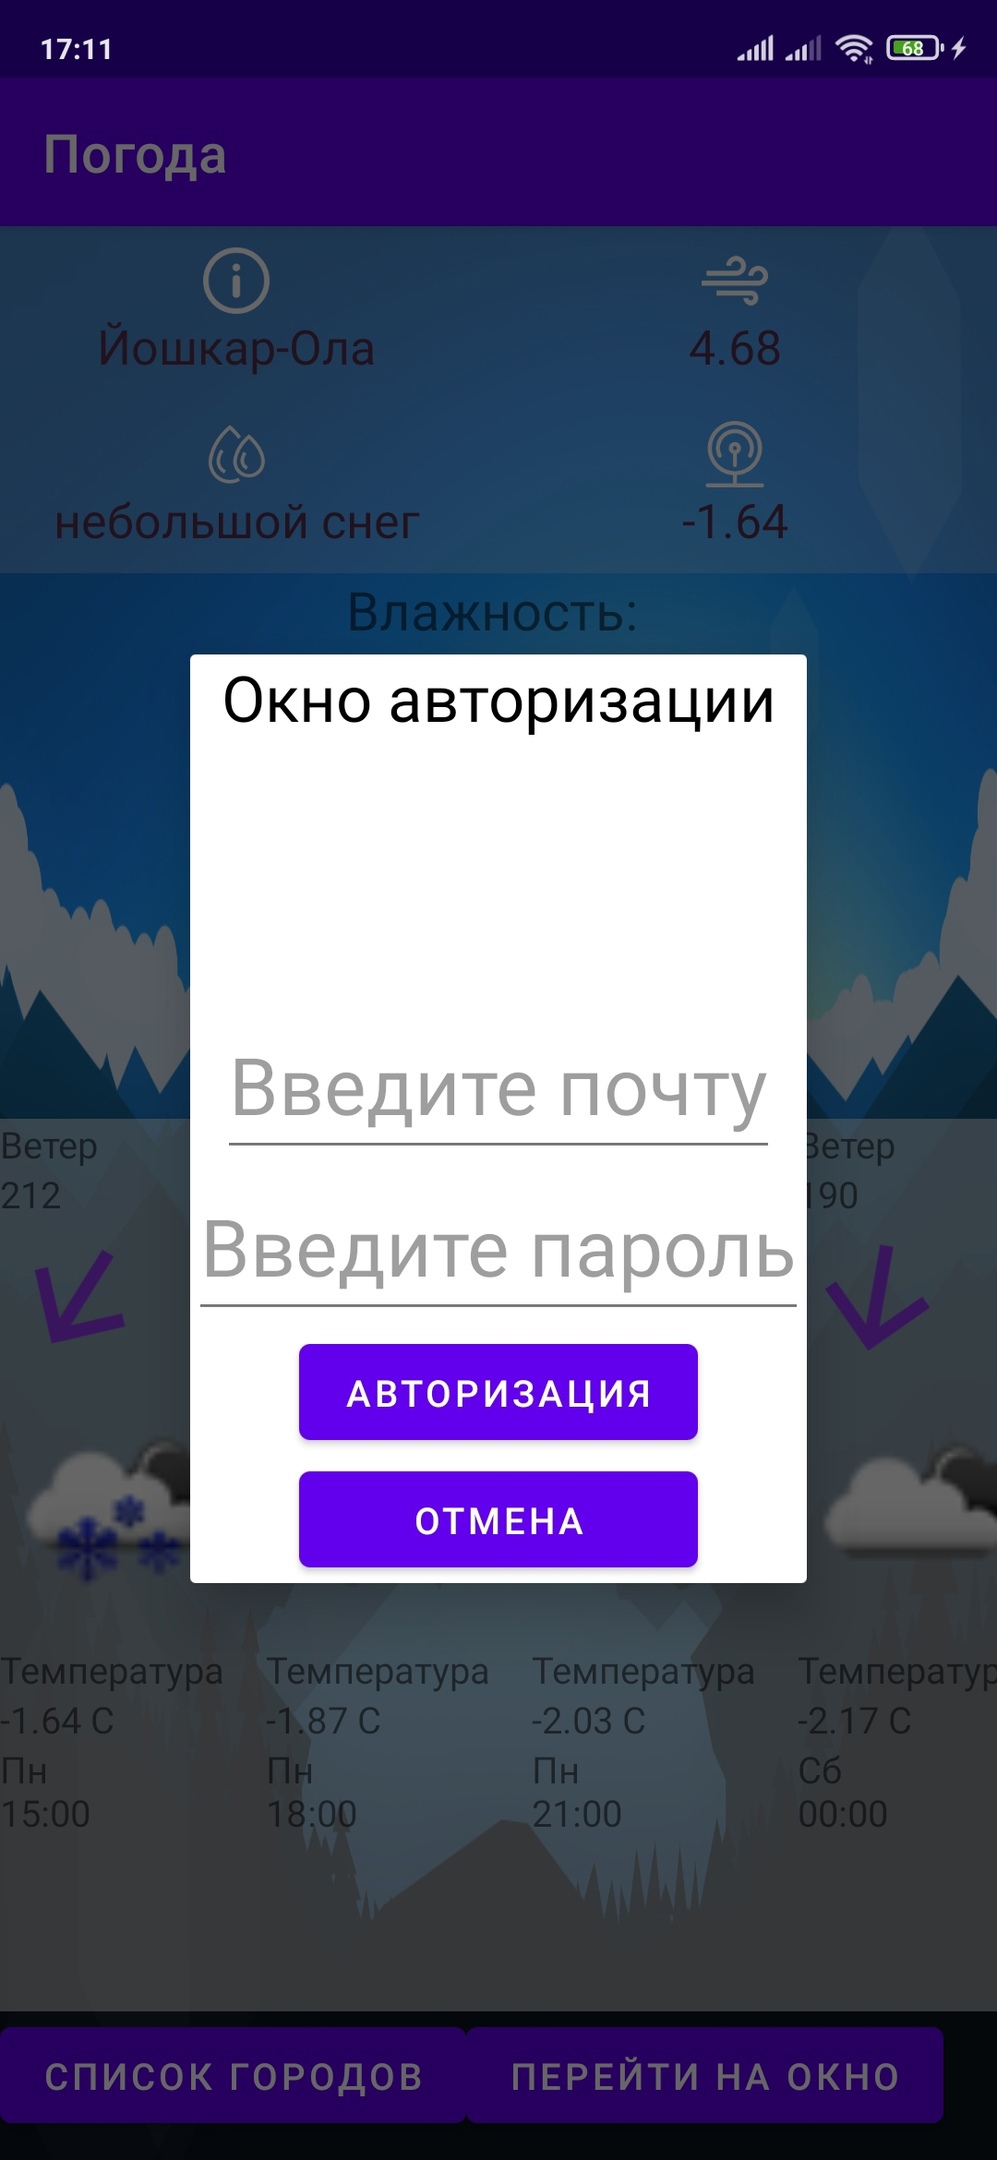 17:11
68
Погода
Йошкар-Ола
4.68
небольшой снег
-1.64
Влажность:
Окно авторизации
Введите почту
Введите пароль
АВТОРИЗАЦИЯ
ОТМЕНА
Ветер
212
Ветер
190
Температура
-1.64 C
Пн
15:00
Температура
-1.87 C
Пн
18:00
Температура
-2.03 C
Пн
21:00
Температур
-2.17 C
Сб
00:00
СПИСОК ГОРОДОВ
ПЕРЕЙТИ НА ОКНО